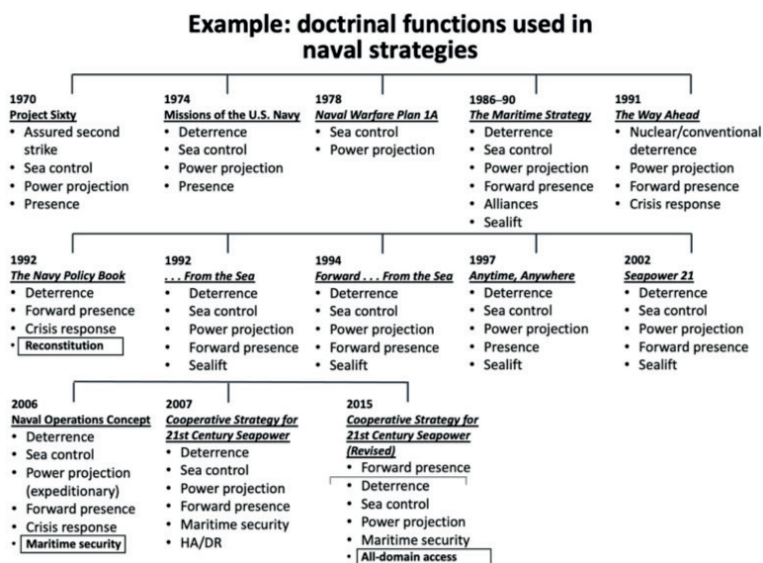 Example: doctrinal functions used in
naval strategies
1970
Project Sixty
• Assured second
strike
• Sea control
• Power projection
• Presence
1974
Missions of the U.S. Navy
• Deterrence
• Sea control
• Power projection
• Presence
1978
Naval Warfare Plan 1A
• Sea control
• Power projection
1986–90
The Maritime Strategy
• Deterrence
• Sea control
• Power projection
• Forward presence
• Alliances
• Sealift
1991
The Way Ahead
• Nuclear/conventional
deterrence
• Power projection
• Forward presence
• Crisis response
1992
The Navy Policy Book
• Deterrence
• Forward presence
• Crisis response
• Reconstitution
1992
. . . From the Sea
• Deterrence
• Sea control
• Power projection
• Forward presence
• Sealift
1994
Forward . . . From the Sea
• Deterrence
• Sea control
• Power projection
• Forward presence
• Sealift
1997
Anytime, Anywhere
• Deterrence
• Sea control
• Power projection
• Presence
• Sealift
2002
Seapower 21
• Deterrence
• Sea control
• Power projection
• Forward presence
• Sealift
2006
Naval Operations Concept
• Deterrence
• Sea control
• Power projection
(expeditionary)
• Forward presence
• Crisis response
• Maritime security
2007
Cooperative Strategy for
21st Century Seapower
• Deterrence
• Sea control
• Power projection
• Forward presence
• Maritime security
• HA/DR
2015
Cooperative Strategy for
21st Century Seapower
(Revised)
• Forward presence
• Deterrence
• Sea control
• Power projection
• Maritime security
• All-domain access